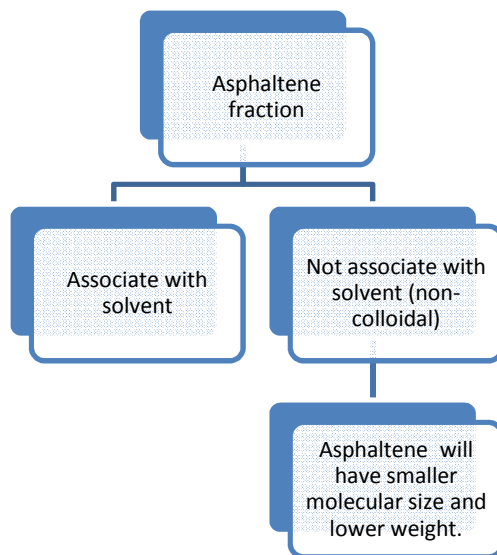 Asphaltene
fraction
Associate with
solvent
Not associate with
solvent (non-
colloidal)
Asphaltene will
have smaller
molecular size and
lower weight.